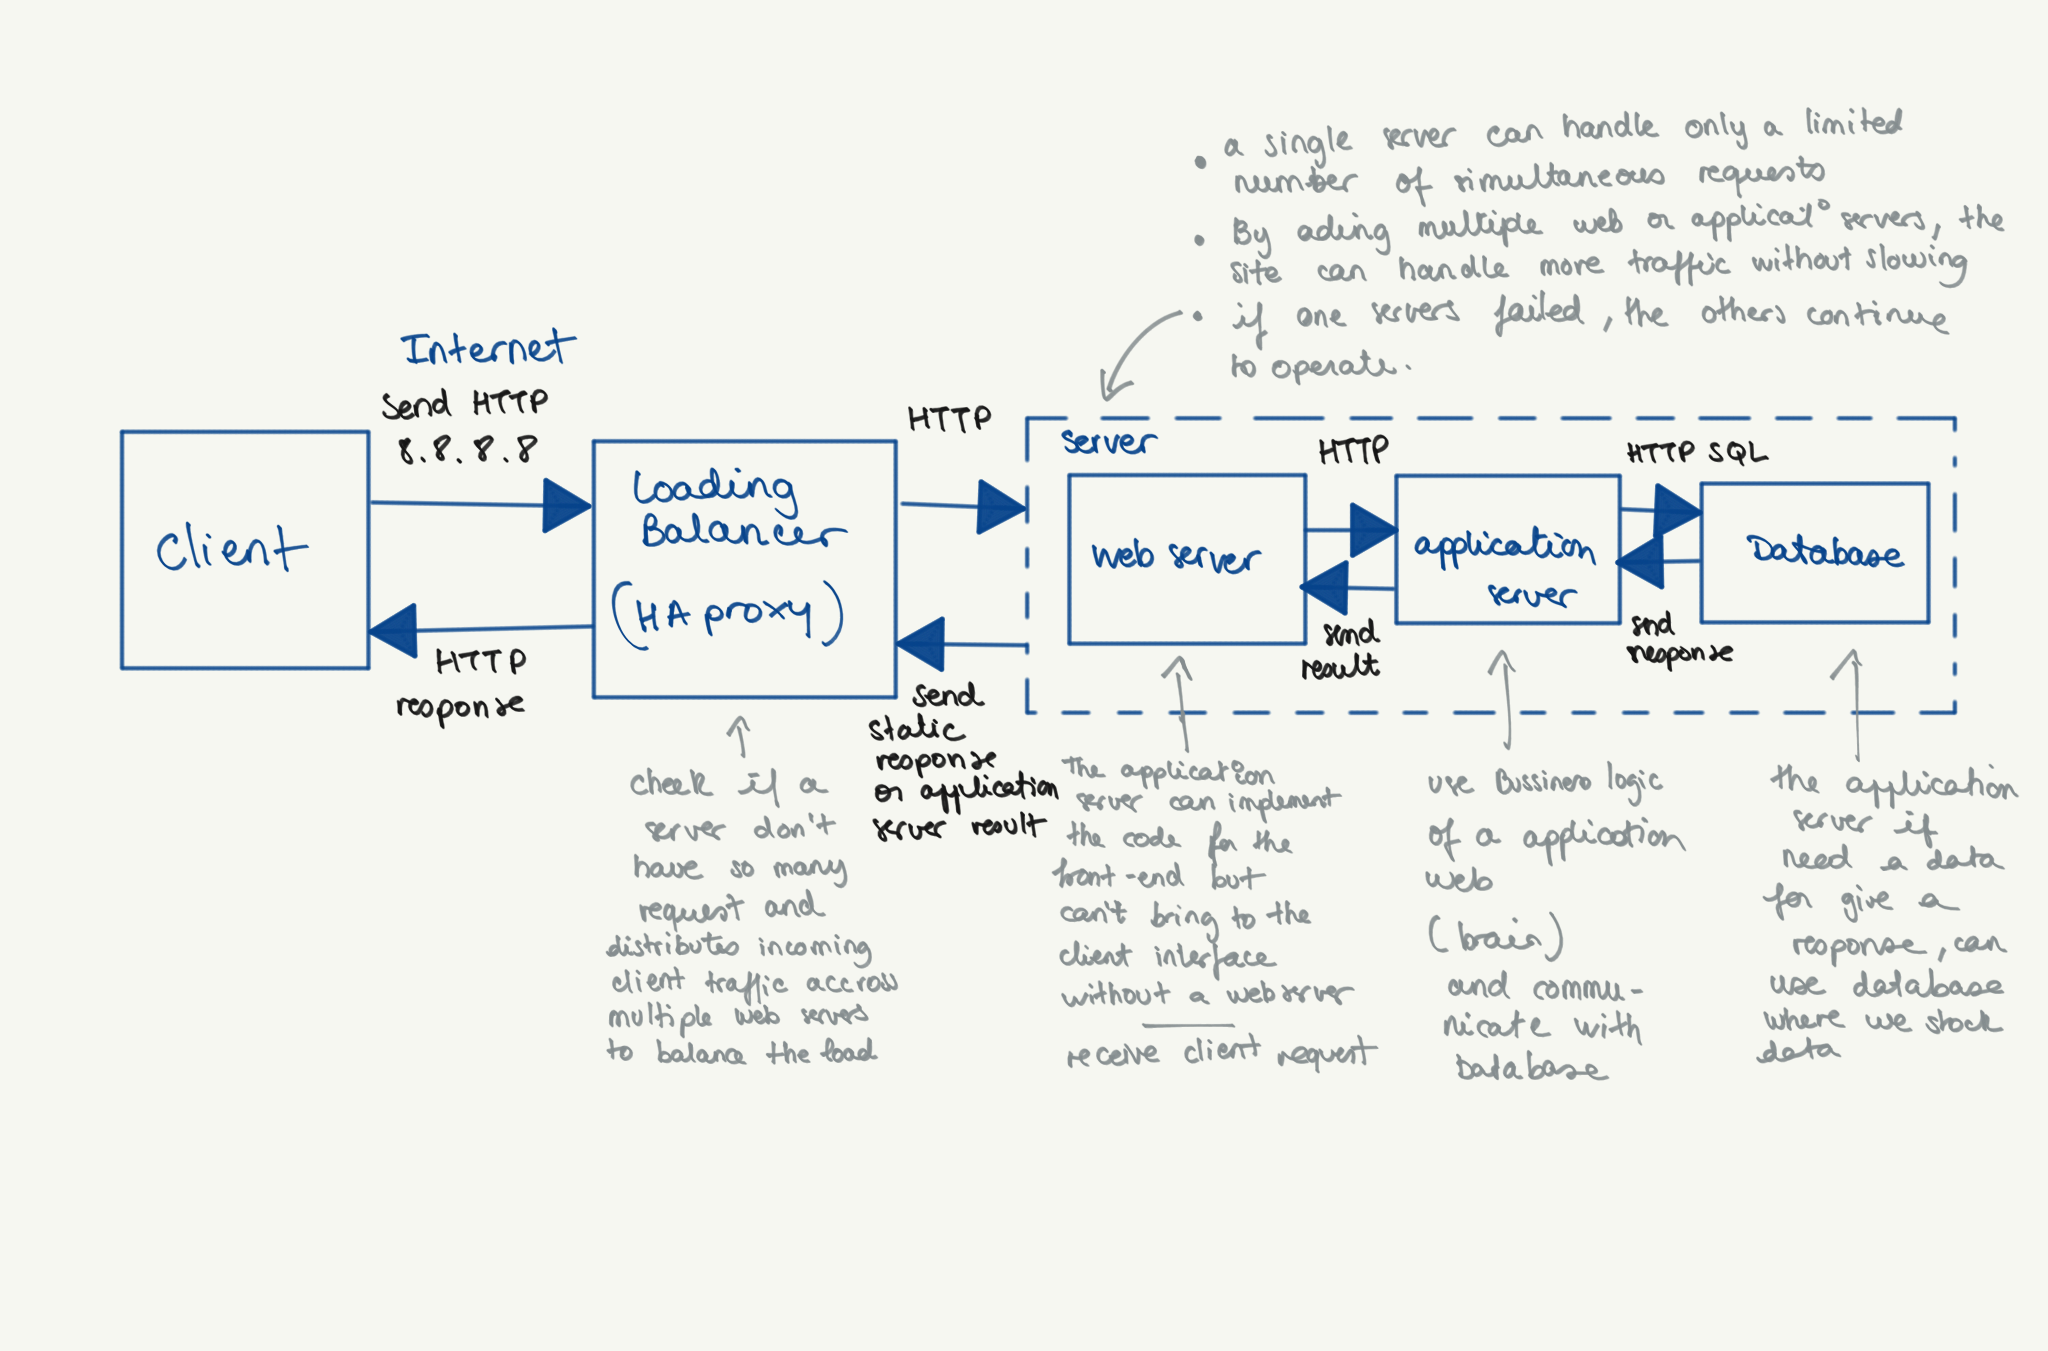 • a single server can handle only a limited
number of simultaneous requests
• By ading multiple web or applicat° servers, the
site can handle more traffic without slowing
• if one servers failed, the others continue
to operate.
Internet
Send HTTP
8.8.8.8
Client
HTTP
response
Loading
Balancer
(HA proxy)
HTTP
send
static
response
or application
server result
server
web server
HTTP
send
result
application
server
HTTP SQL
snd
response
Database
check if a
server don't
have so many
request and
distributes incoming
client traffic accross
multiple web servers
to balance the load
The application
server can implement
the code for the
front-end but
can't bring to the
client interface
without a webserver
receive client request
use Bussiness logic
of a application
web
(brain)
and commu-
nicate with
Database
the application
server if
need a data
for give a
response, can
use database
where we stock
data